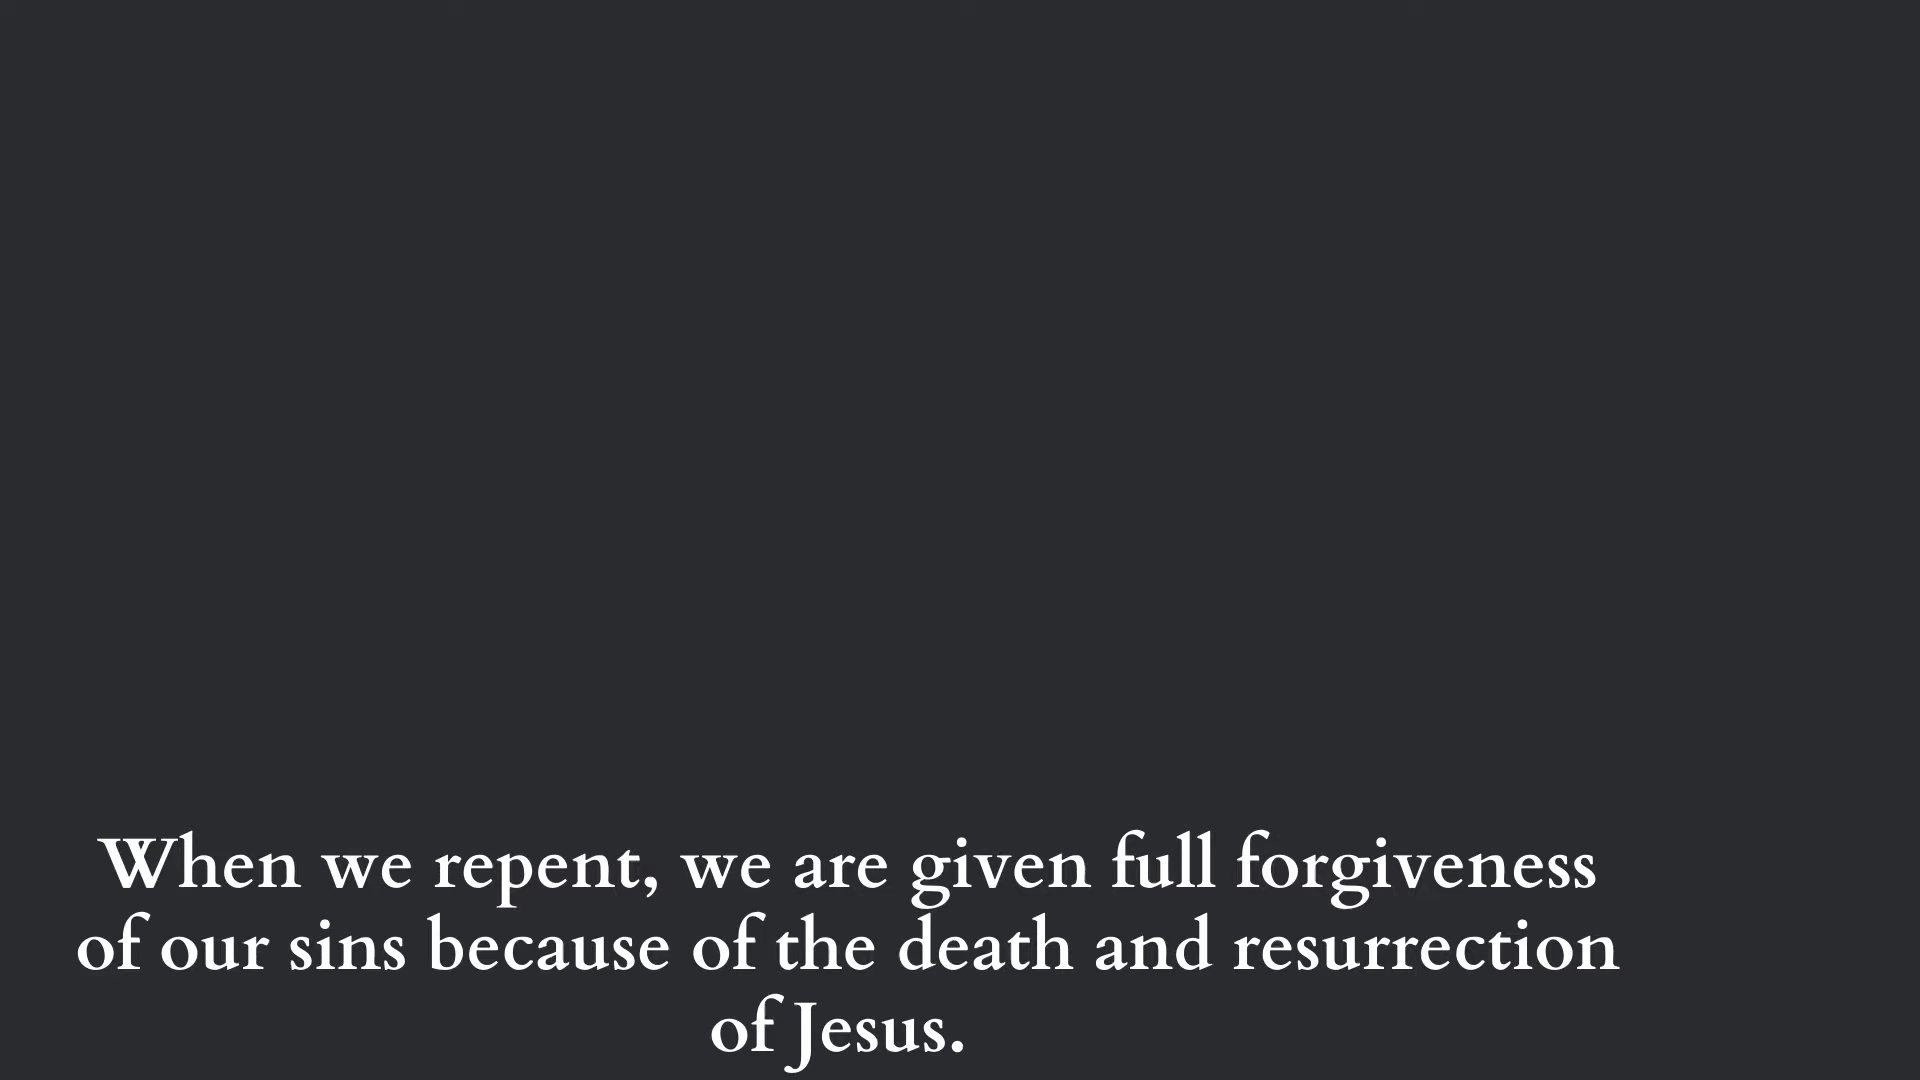 When we repent, we are given full forgiveness
of our sins because of the death and resurrection
of Jesus.